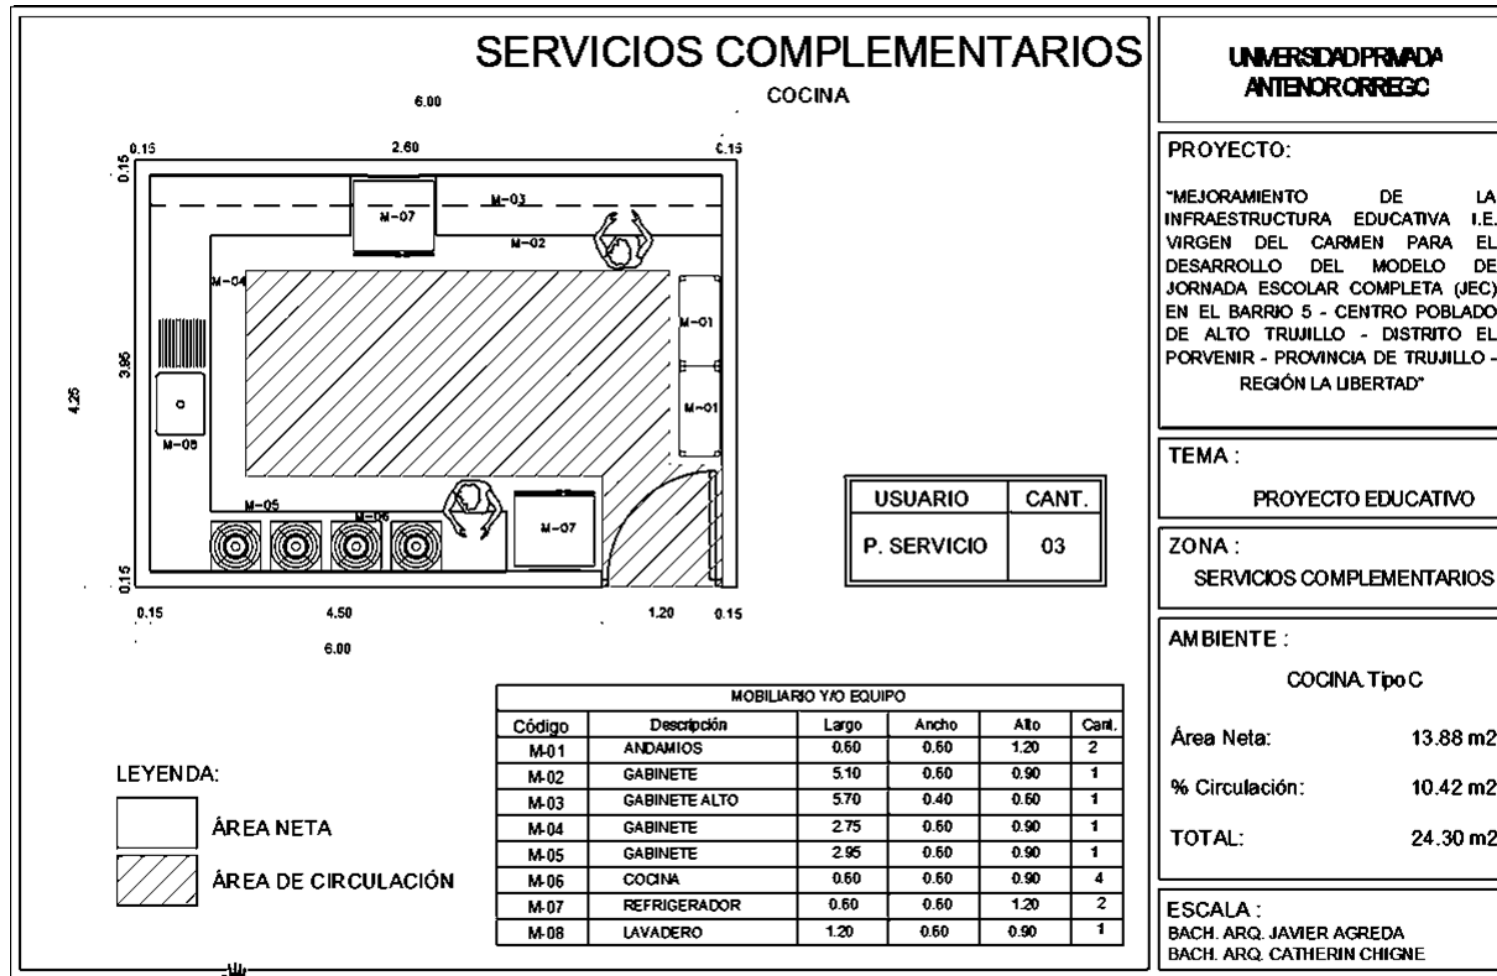 SERVICIOS COMPLEMENTARIOS
COCINA
6.00
0.15
2.60
0.15
0.15
M-03
M-07
M-02
M-04
M-01
3.95
4.25
M-01
M-08
M-05
M-06
M-07
0.15
0.15
4.50
1.20
0.15
6.00
USUARIO CANT.
P. SERVICIO 03
MOBILIARIO Y/O EQUIPO
Código Descripción Largo Ancho Alto Cant.
M-01 ANDAMIOS 0.60 0.60 1.20 2
M-02 GABINETE 5.10 0.60 0.90 1
M-03 GABINETE ALTO 5.70 0.40 0.60 1
M-04 GABINETE 2.75 0.60 0.90 1
M-05 GABINETE 2.95 0.60 0.90 1
M-06 COCINA 0.60 0.60 0.90 4
M-07 REFRIGERADOR 0.60 0.60 1.20 2
M-08 LAVADERO 1.20 0.60 0.90 1
LEYENDA:
ÁREA NETA
ÁREA DE CIRCULACIÓN
UNIVERSIDAD PRIVADA
ANTENOR ORREGO
PROYECTO:
"MEJORAMIENTO DE LA
INFRAESTRUCTURA EDUCATIVA I.E.
VIRGEN DEL CARMEN PARA EL
DESARROLLO DEL MODELO DE
JORNADA ESCOLAR COMPLETA (JEC)
EN EL BARRIO 5 - CENTRO POBLADO
DE ALTO TRUJILLO - DISTRITO EL
PORVENIR - PROVINCIA DE TRUJILLO -
REGIÓN LA LIBERTAD"
TEMA :
PROYECTO EDUCATIVO
ZONA :
SERVICIOS COMPLEMENTARIOS
AMBIENTE :
COCINA. Tipo C
Área Neta: 13.88 m2
% Circulación: 10.42 m2
TOTAL: 24.30 m2
ESCALA :
BACH. ARQ. JAVIER AGREDA
BACH. ARQ. CATHERIN CHIGNE